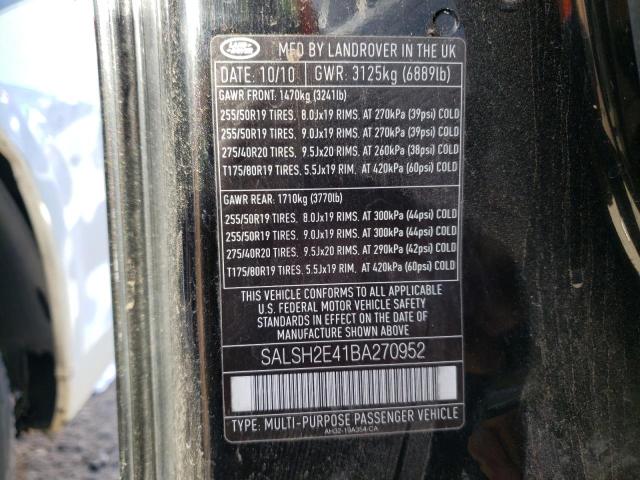 LAND ROVER
MFD BY LANDROVER IN THE UK
DATE: 10/10 GWR: 3125kg (6889lb)
GAWR FRONT: 1470kg (3241lb)
255/50R19 TIRES, 8.0Jx19 RIMS, AT 270kPa (39psi) COLD
255/50R19 TIRES, 9.0Jx19 RIMS, AT 270kPa (39psi) COLD
275/40R20 TIRES, 9.5Jx20 RIMS, AT 260kPa (38psi) COLD
T175/80R19 TIRES, 5.5Jx19 RIM, AT 420kPa (60psi) COLD
GAWR REAR: 1710kg (3770lb)
255/50R19 TIRES, 8.0Jx19 RIMS, AT 300kPa (44psi) COLD
255/50R19 TIRES, 9.0Jx19 RIMS, AT 300kPa (44psi) COLD
275/40R20 TIRES, 9.5Jx20 RIMS, AT 290kPa (42psi) COLD
T175/80R19 TIRES, 5.5Jx19 RIM, AT 420kPa (60psi) COLD
THIS VEHICLE CONFORMS TO ALL APPLICABLE
U.S. FEDERAL MOTOR VEHICLE SAFETY
STANDARDS IN EFFECT ON THE DATE OF
MANUFACTURE SHOWN ABOVE
SALSH2E41BA270952
TYPE: MULTI-PURPOSE PASSENGER VEHICLE
AH32-19A354-CA